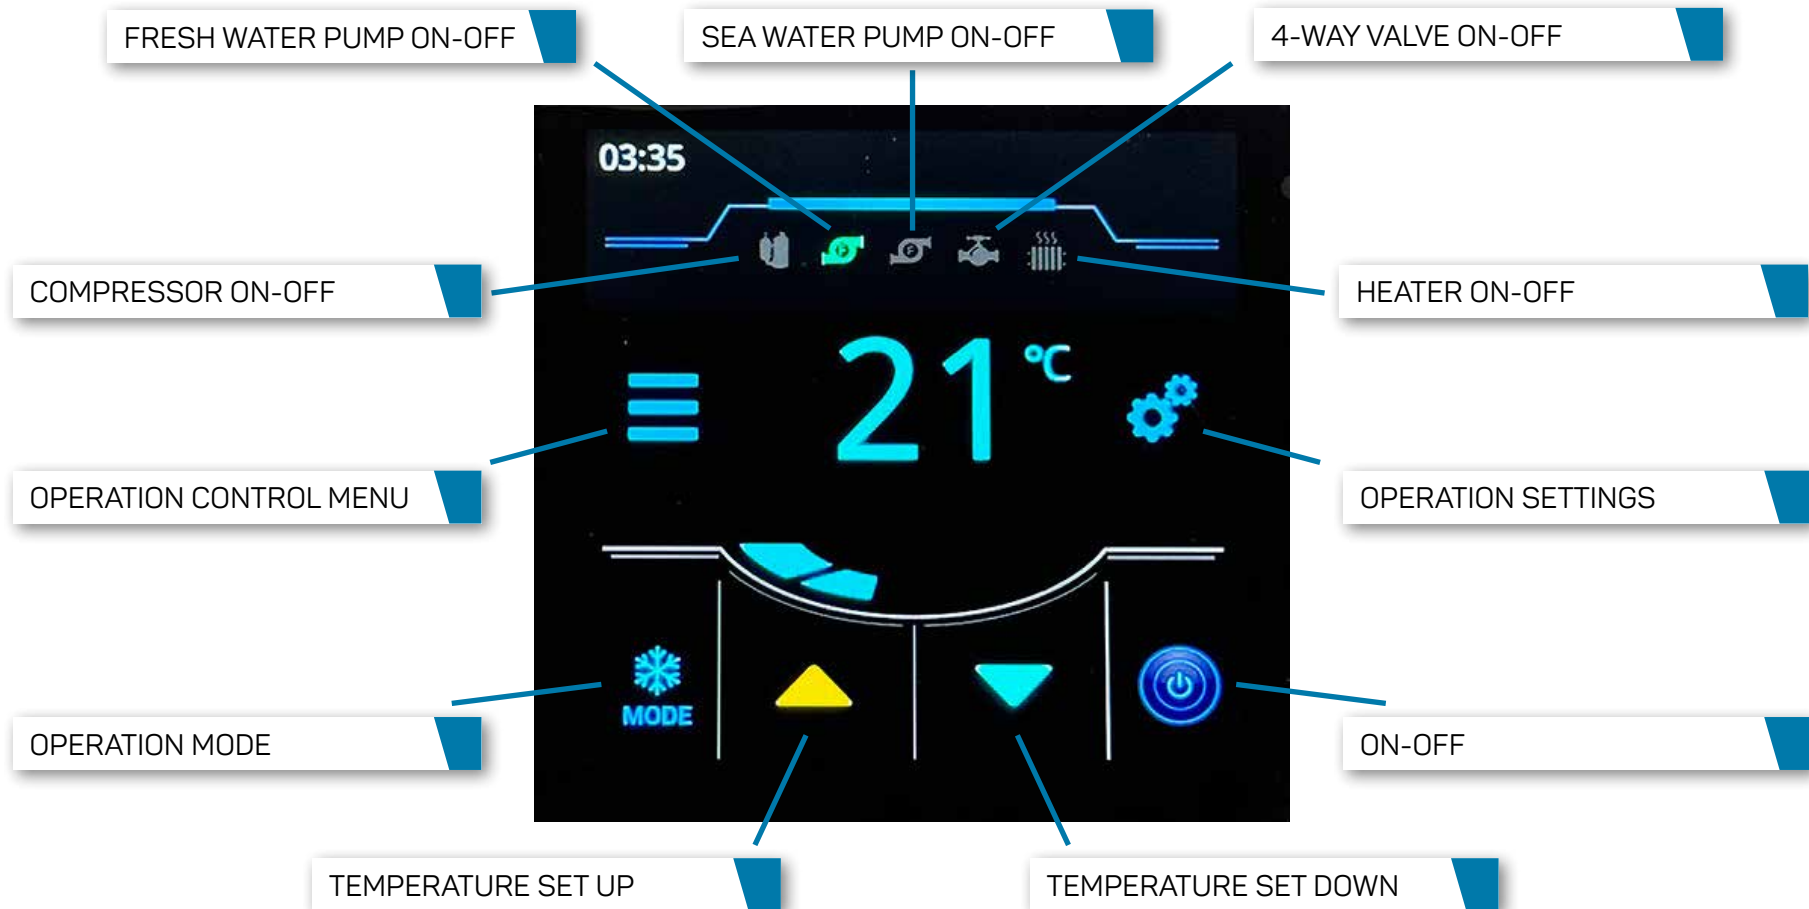 FRESH WATER PUMP ON-OFF
SEA WATER PUMP ON-OFF
4-WAY VALVE ON-OFF
03:35
COMPRESSOR ON-OFF
HEATER ON-OFF
21 °C
OPERATION CONTROL MENU
OPERATION SETTINGS
MODE
OPERATION MODE
ON-OFF
TEMPERATURE SET UP
TEMPERATURE SET DOWN